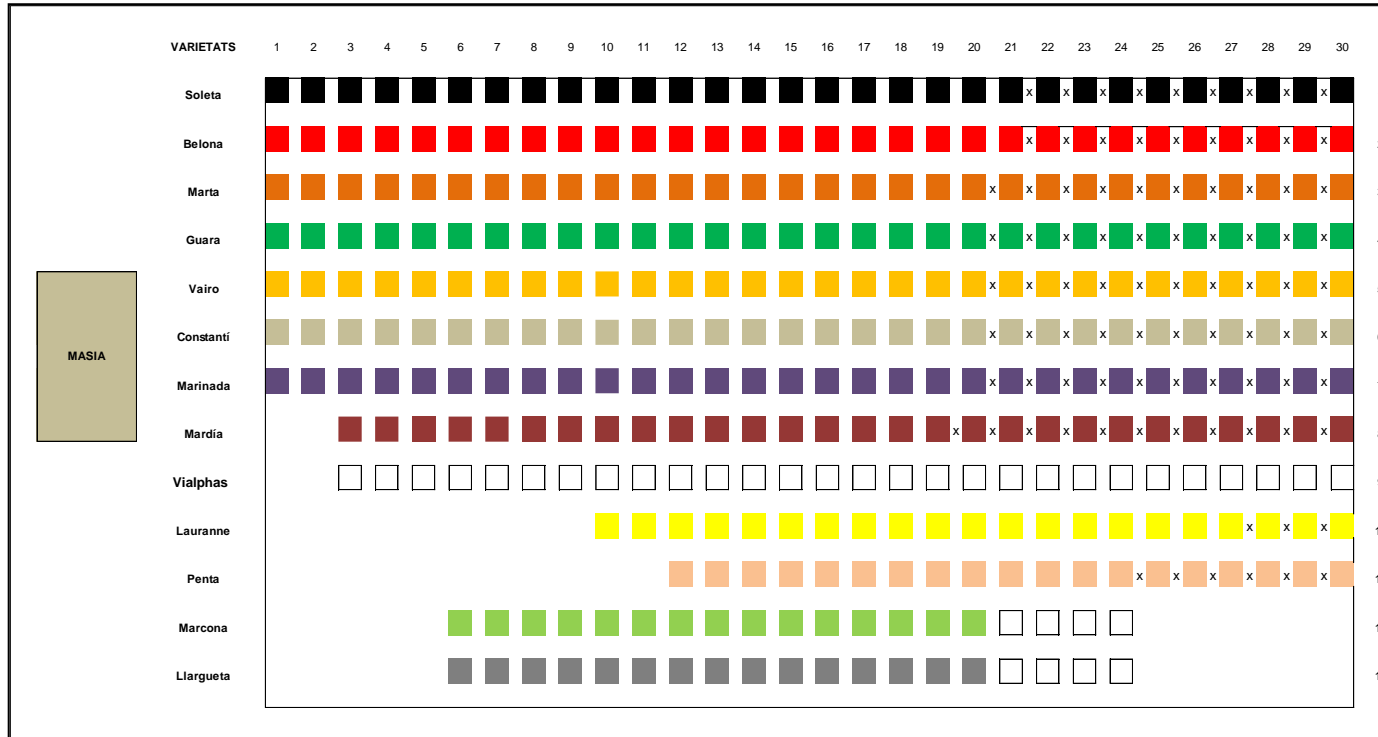 VARIETATS 1 2 3 4 5 6 7 8 9 10 11 12 13 14 15 16 17 18 19 20 21 22 23 24 25 26 27 28 29 30
Soleta x x x x x x x x x
Belona x x x x x x x x x
Marta x x x x x x x x x x
Guara x x x x x x x x x x
Vairo x x x x x x x x x x
Constantí x x x x x x x x x x
MASIA
Marinada x x x x x x x x x x
Mardía x x x x x x x x x x x
Vialphas
Lauranne x x x
Penta x x x x x x
Marcona
Llargueta